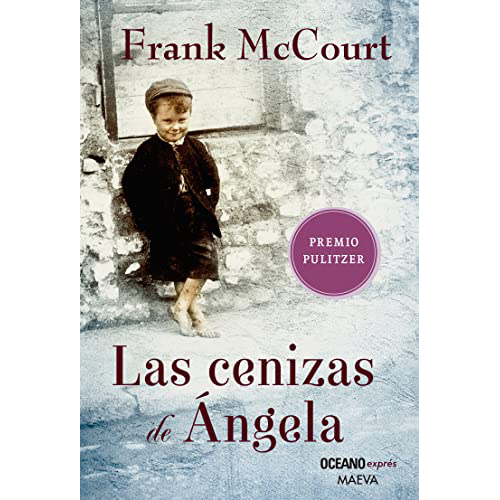 Frank McCourt
PREMIO
PULITZER
Las cenizas
de Ángela
OCEANO exprés
MAEVA